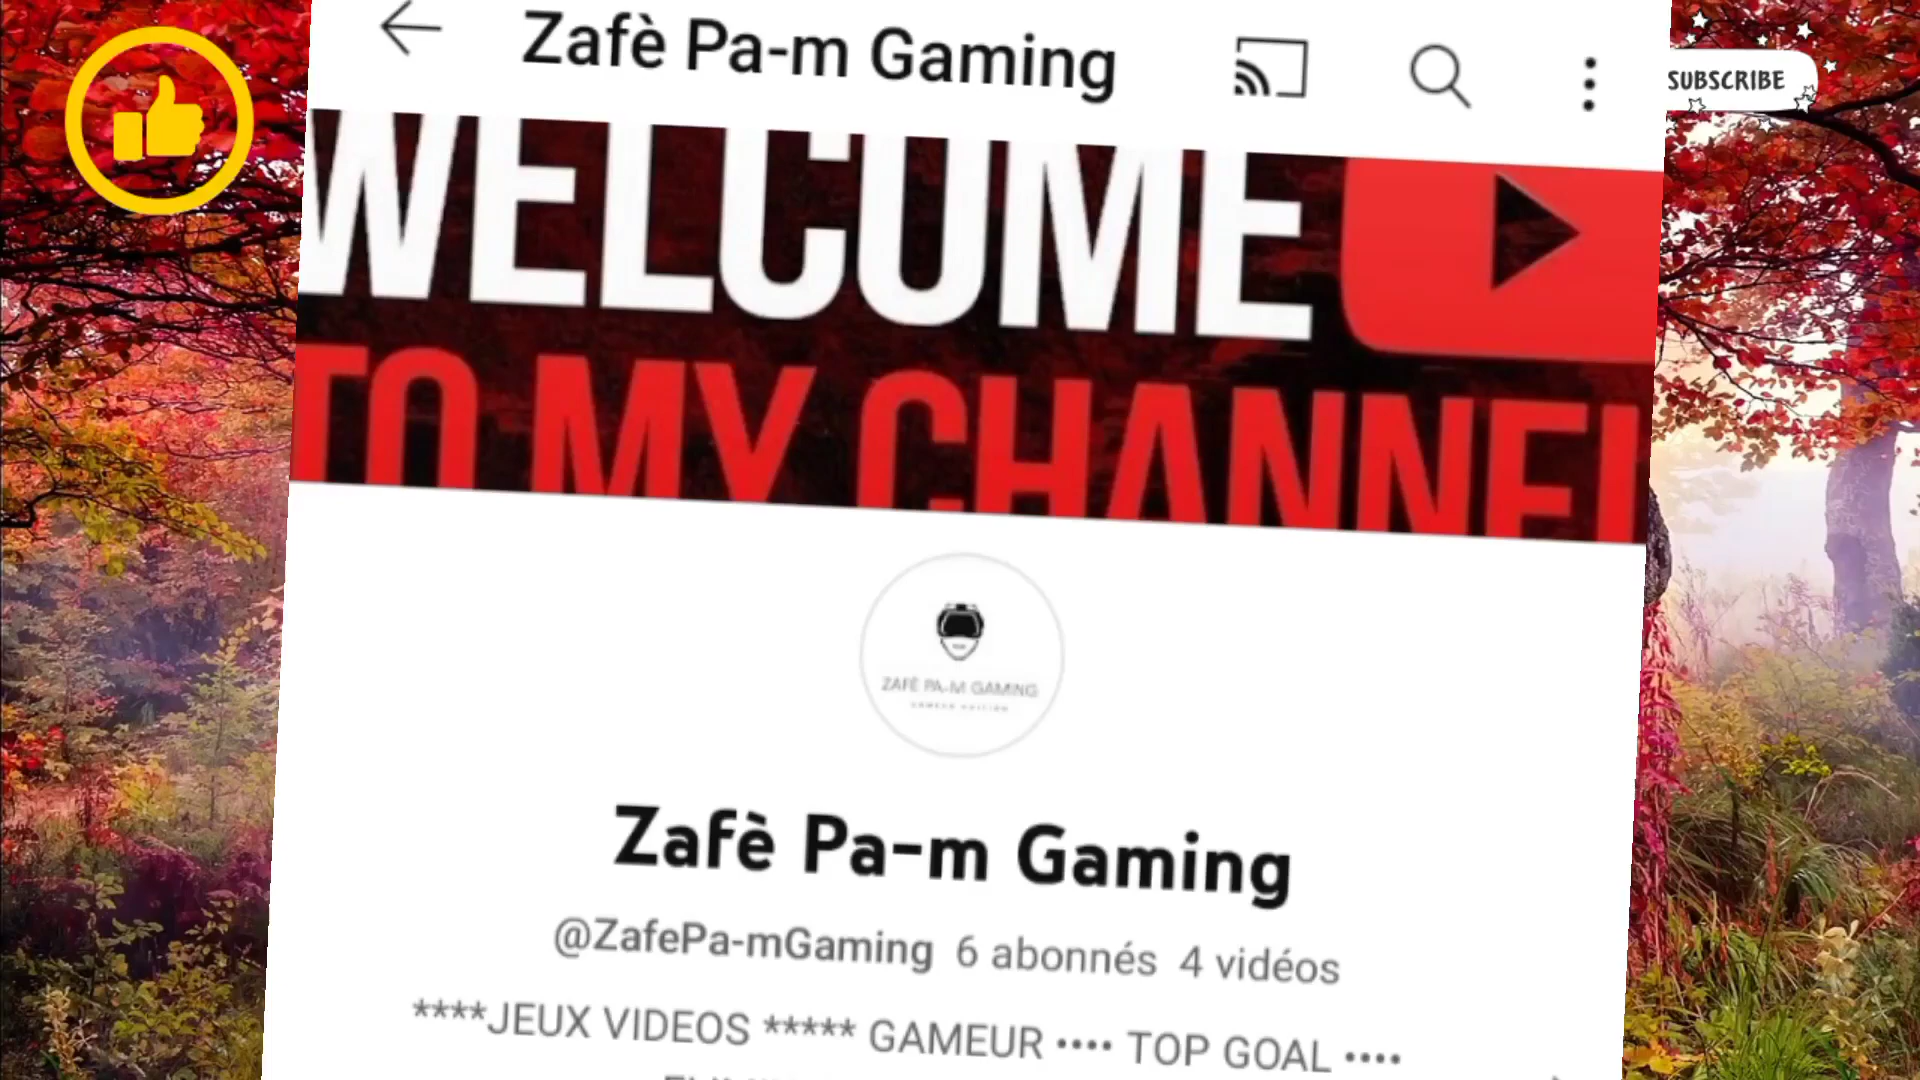 Zafè Pa-m Gaming
SUBSCRIBE
WELCOME
TO MY CHANNEL
ZAFÈ PA-M GAMING
Zafè Pa-m Gaming
@ZafePa-mGaming 6 abonnés 4 vidéos
****JEUX VIDEOS ***** GAMEUR •••• TOP GOAL ••••